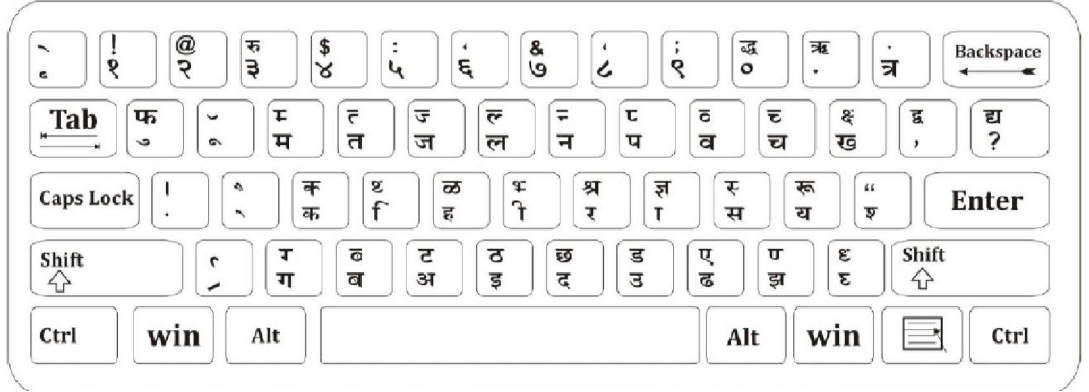 ! @ रु $ : ‘ & ‘ ; द्ध ऋ Backspace
१ २ ३ ४ ५ ६ ७ ८ ९ ० . त्र
Tab फ म् त् ज् ल् न् प् व् च् क्ष् द्व द्य
ु ू म त ज ल न प व च ख , ?
Caps Lock । क् थ् ळ भ् श्र ज्ञ स् रू “ Enter
. े क ि ह ी र ा स य श्
Shift ग् ब् ट ठ छ ड ए ण् ध् Shift
ग ब अ इ द उ ढ झ घ्
Ctrl win Alt Alt win Ctrl